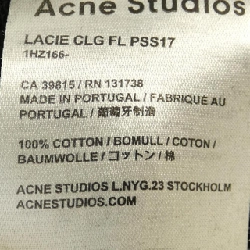 Acne Studios
LACIE CLG FL PSS17
1HZ166-
CA 39815 / RN 131738
MADE IN PORTUGAL / FABRIQUE AU
PORTUGAL / 葡萄牙制造
100% COTTON / BOMULL / COTON /
BAUMWOLLE / コットン / 棉
ACNE STUDIOS L.NYG.23 STOCKHOLM
ACNESTUDIOS.COM